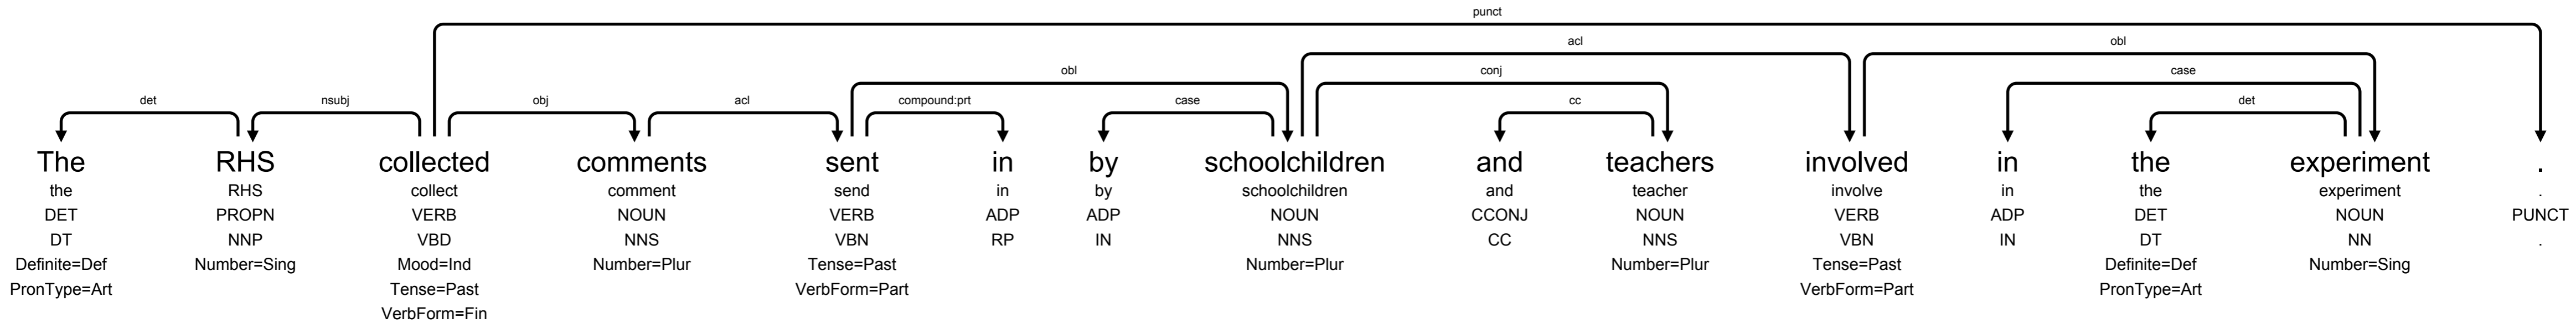 punct
acl obl
obl conj case
det nsubj obj acl compound:prt case cc det
The RHS collected comments sent in by schoolchildren and teachers involved in the experiment .
the RHS collect comment send in by schoolchildren and teacher involve in the experiment .
DET PROPN VERB NOUN VERB ADP ADP NOUN CCONJ NOUN VERB ADP DET NOUN PUNCT
DT NNP VBD NNS VBN RP IN NNS CC NNS VBN IN DT NN .
Definite=Def Number=Sing Mood=Ind Number=Plur Tense=Past Number=Plur Number=Plur Tense=Past Definite=Def Number=Sing
PronType=Art Tense=Past VerbForm=Part VerbForm=Part PronType=Art
VerbForm=Fin